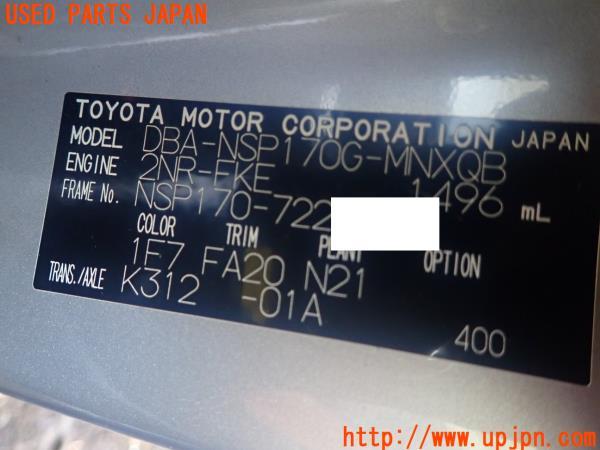 USED PARTS JAPAN
TOYOTA MOTOR CORPORATION JAPAN
MODEL DBA-NSP170G-MNXQB
ENGINE 2NR-FKE 1496 mL
FRAME No. NSP170-722
COLOR TRIM PLANT OPTION
1F7 FA20 N21
TRANS./AXLE K312 -01A
400
http://www.upjpn.com